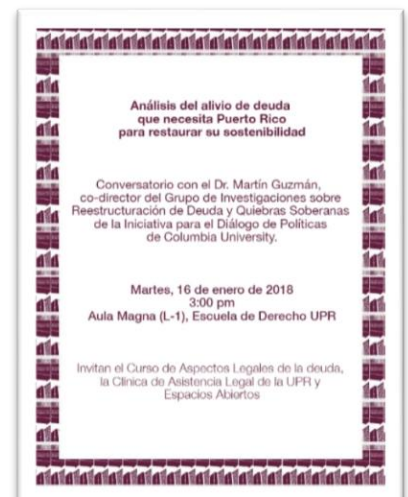 Análisis del alivio de deuda
que necesita Puerto Rico
para restaurar su sostenibilidad
Conversatorio con el Dr. Martín Guzmán,
co-director del Grupo de Investigaciones sobre
Reestructuración de Deuda y Quiebras Soberanas
de la Iniciativa para el Diálogo de Políticas
de Columbia University.
Martes, 16 de enero de 2018
3:00 pm
Aula Magna (L-1), Escuela de Derecho UPR
Invitan el Curso de Aspectos Legales de la deuda,
la Clínica de Asistencia Legal de la UPR y
Espacios Abiertos